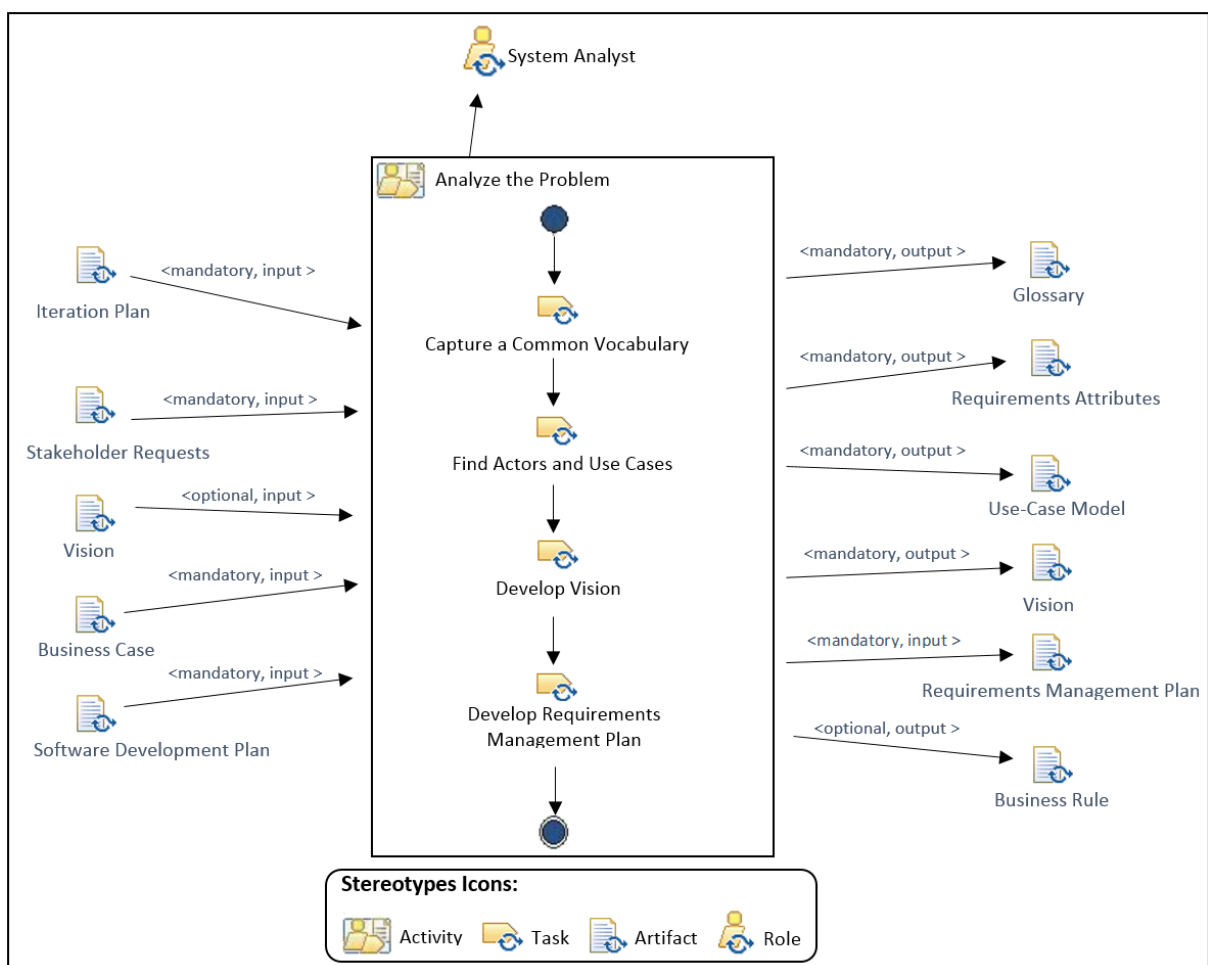 System Analyst
Analyze the Problem
<mandatory, input >
Iteration Plan
<mandatory, input >
Stakeholder Requests
<optional, input >
Vision
<mandatory, input >
Business Case
<mandatory, input >
Software Development Plan
Capture a Common Vocabulary
Find Actors and Use Cases
Develop Vision
Develop Requirements
Management Plan
<mandatory, output >
Glossary
<mandatory, output >
Requirements Attributes
<mandatory, output >
Use-Case Model
<mandatory, output >
Vision
<mandatory, input >
Requirements Management Plan
<optional, output >
Business Rule
Stereotypes Icons:
Activity Task Artifact Role